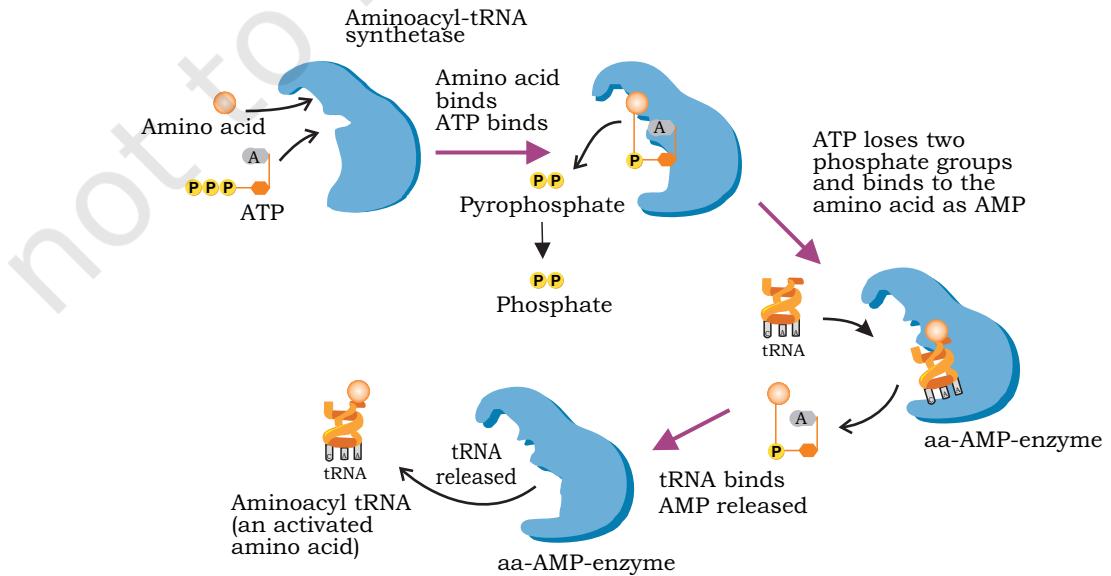 not to
Aminoacyl-tRNA
synthetase
Amino acid
A
P P P
ATP
Amino acid
binds
ATP binds
A
P
P P
Pyrophosphate
P P
Phosphate
ATP loses two
phosphate groups
and binds to the
amino acid as AMP
C A A
tRNA
C A A
aa-AMP-enzyme
A
P
tRNA binds
AMP released
tRNA
released
aa-AMP-enzyme
C A A
tRNA
Aminoacyl tRNA
(an activated
amino acid)